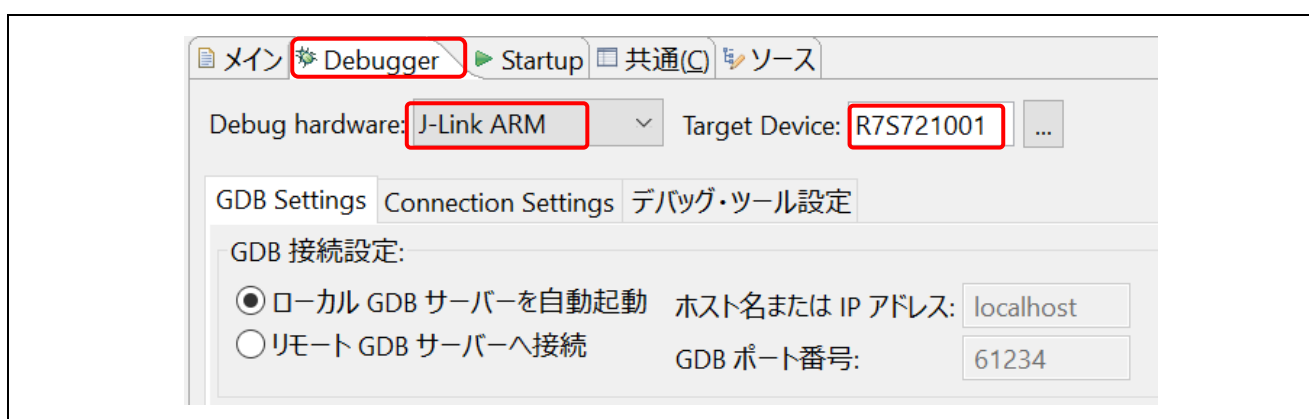 メイン Debugger Startup 共通(C) ソース
Debug hardware: J-Link ARM Target Device: R7S721001 ...
GDB Settings Connection Settings デバッグ・ツール設定
GDB 接続設定:
ローカル GDB サーバーを自動起動 ホスト名または IP アドレス: localhost
リモート GDB サーバーへ接続 GDB ポート番号: 61234